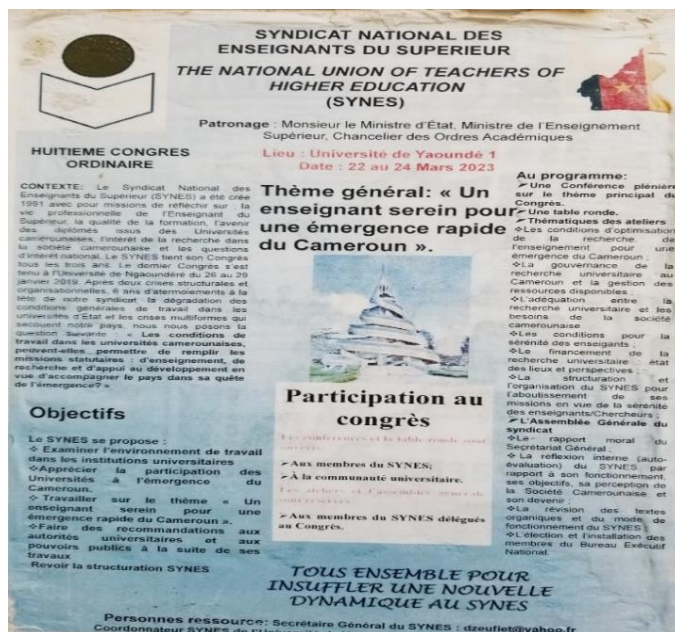 SYNDICAT NATIONAL DES
ENSEIGNANTS DU SUPERIEUR
THE NATIONAL UNION OF TEACHERS OF
HIGHER EDUCATION
(SYNES)
Patronage : Monsieur le Ministre d'État, Ministre de l'Enseignement
Supérieur, Chancelier des Ordres Académiques
HUITIEME CONGRES
ORDINAIRE
Lieu : Université de Yaoundé 1
Date : 22 au 24 Mars 2023
CONTEXTE: Le Syndicat National des
Enseignants du Supérieur (SYNES) a été crée
1991 avec pour missions de réfléchir sur : la
vie professionnelle de l'Enseignant du
Supérieur, la qualité de la formation, l'avenir
des diplômés issus des Universités
camerounaises, l'intérêt de la recherche dans
la société camerounaise et les questions
d'intérêt national. Le SYNES tient son Congrès
tous les trois ans. Le dernier Congrès s'est
tenu à l'Université de Ngaoundéré du 26 au 29
janvier 2019. Après deux crises structurales et
organisationnelles, 6 ans d'atermoiements à la
tête de notre syndicat, la dégradation des
conditions générales de travail dans les
universités d'Etat et les crises multiformes qui
secouent notre pays, nous nous posons la
question suivante : « Les conditions de
travail dans les universités camerounaises,
peuvent-elles permettre de remplir les
missions statutaires : d'enseignement, de
recherche et d'appui au développement en
vue d'accompagner le pays dans sa quête
de l'émergence? »
Objectifs
Le SYNES se propose :
❖ Examiner l'environnement de travail
dans les institutions universitaires
❖Apprécier la participation des
Universités à l'émergence du
Cameroun.
❖ Travailler sur le thème « Un
enseignant serein pour une
émergence rapide du Cameroun ».
❖Faire des recommandations aux
autorités universitaires et aux
pouvoirs publics à la suite de ses
travaux
Revoir la structuration SYNES
Thème général: « Un
enseignant serein pour
une émergence rapide
du Cameroun ».
Participation au
congrès
Les conférences et la table ronde sont
➤Aux membres du SYNES;
➤À la communauté universitaire.
Les ateliers et l'assemblée générale
➤Aux membres du SYNES délégués
au Congrès.
Au programme:
➤Une Conférence plénière
sur le thème principal du
Congrès.
➤Une table ronde.
➤Thématiques des ateliers
❖Les conditions d'optimisation
de la recherche, de
l'enseignement pour une
émergence du Cameroun ;
❖La gouvernance de la
recherche universitaire au
Cameroun et la gestion des
ressources disponibles ;
❖L'adéquation entre la
recherche universitaire et les
besoins de la société
camerounaise
❖Les conditions pour la
sérénité des enseigants ;
❖Le financement de la
recherche universitaire : état
des lieux et perspectives ;
❖La structuration et
l'organisation du SYNES pour
l'aboutissement de ses
missions en vue de la sérénité
des enseignants/Chercheurs ;
➤L'Assemblée Générale du
syndicat
❖Le rapport moral du
Secrétariat Général ;
❖La réflexion interne (auto-
évaluation) du SYNES par
rapport à son fonctionnement,
ses objectifs, sa perception de
la Société Camerounaise et
son devenir ;
❖La révision des textes
organiques et du mode de
fonctionnement du SYNES ;
❖L'élection et l'installation des
membres du Bureau Exécutif
National.
TOUS ENSEMBLE POUR
INSUFFLER UNE NOUVELLE
DYNAMIQUE AU SYNES
Personnes ressource: Secrétaire Général du SYNES : dzeufiet@yahoo.fr
Coordonnateur SYNES de l'Université